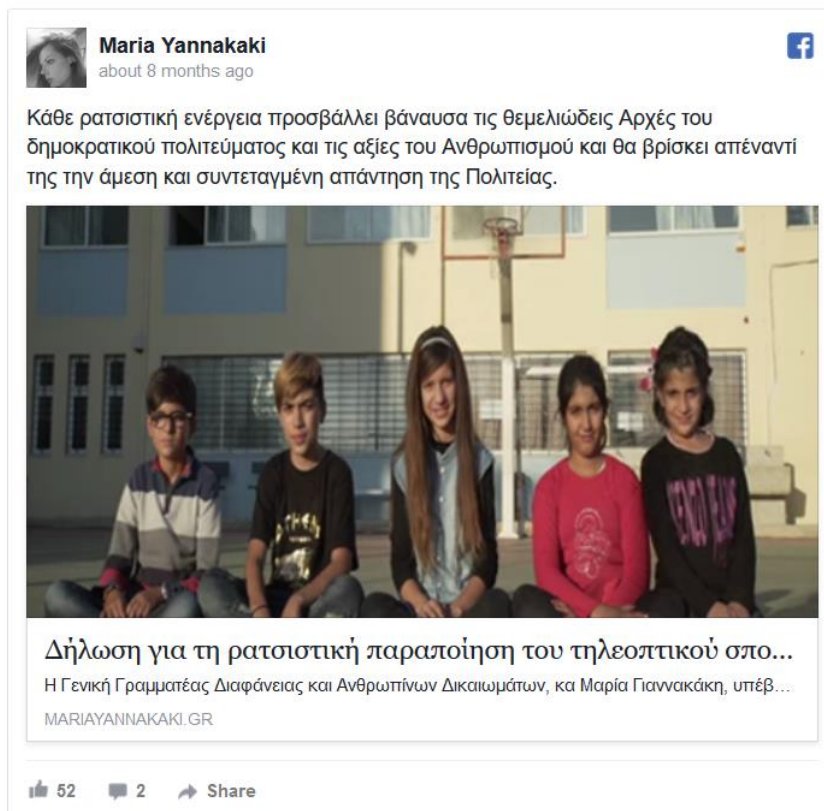 Maria Yannakaki
about 8 months ago
Κάθε ρατσιστική ενέργεια προσβάλλει βάναυσα τις θεμελιώδεις Αρχές του
δημοκρατικού πολιτεύματος και τις αξίες του Ανθρωπισμού και θα βρίσκει απέναντί
της την άμεση και συντεταγμένη απάντηση της Πολιτείας.
Δήλωση για τη ρατσιστική παραποίηση του τηλεοπτικού σπο...
Η Γενική Γραμματέας Διαφάνειας και Ανθρωπίνων Δικαιωμάτων, κα Μαρία Γιαννακάκη, υπέβ...
MARIAYANNAKAKI.GR
52 2 Share